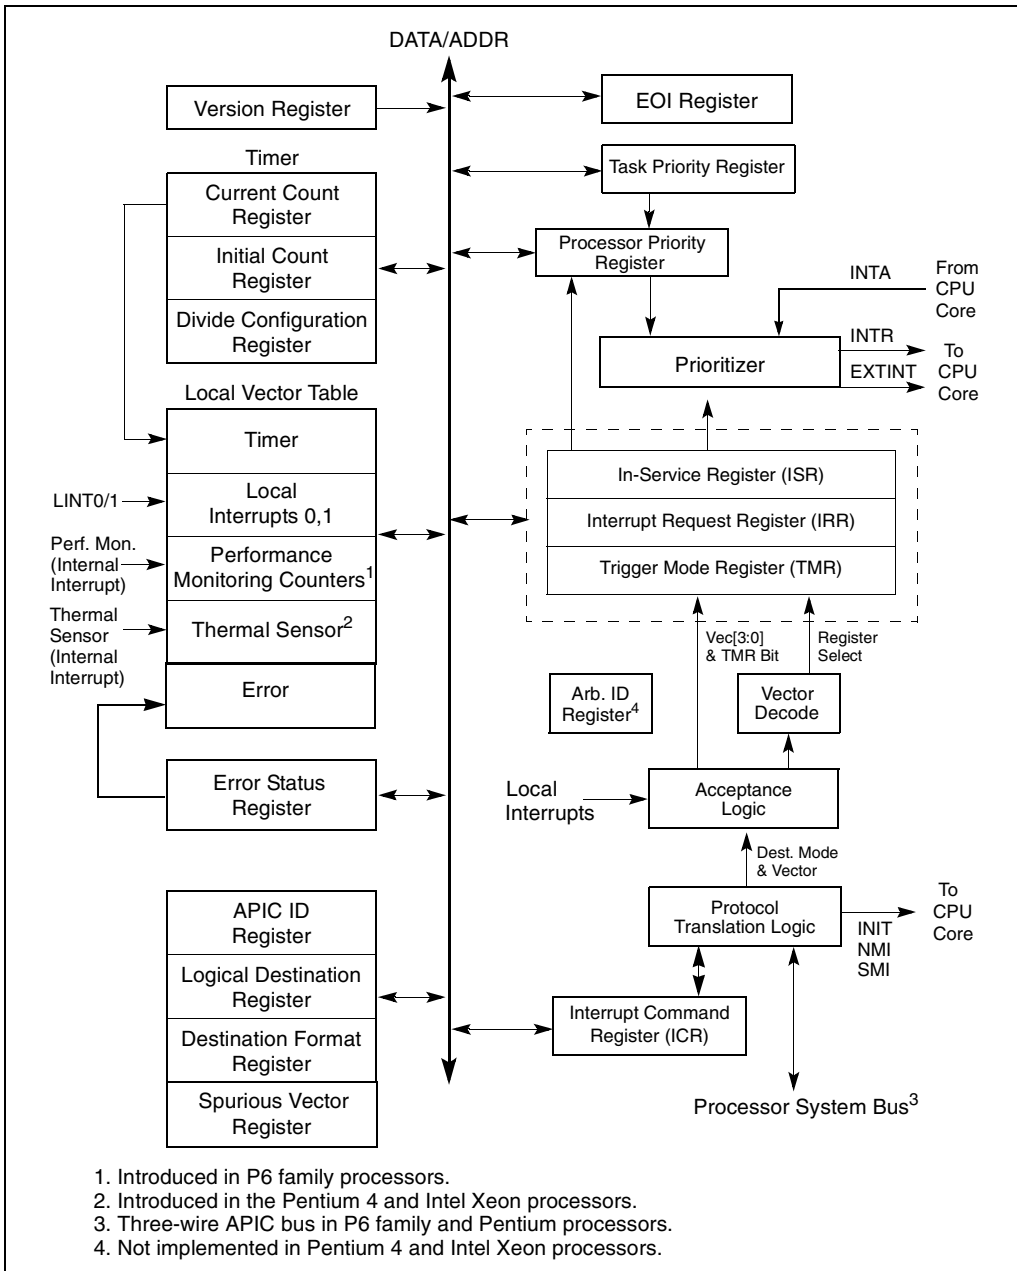 DATA/ADDR
Version Register
EOI Register
Timer
Current Count
Register
Initial Count
Register
Divide Configuration
Register
Task Priority Register
Processor Priority
Register
INTA
From
CPU
Core
Prioritizer
INTR
EXTINT
To
CPU
Core
Local Vector Table
Timer
Local
Interrupts 0,1
Performance
Monitoring Counters1
Thermal Sensor2
Error
LINT0/1
Perf. Mon.
(Internal
Interrupt)
Thermal
Sensor
(Internal
Interrupt)
In-Service Register (ISR)
Interrupt Request Register (IRR)
Trigger Mode Register (TMR)
Vec[3:0]
& TMR Bit
Register
Select
Arb. ID
Register4
Vector
Decode
Error Status
Register
Local
Interrupts
Acceptance
Logic
Dest. Mode
& Vector
Protocol
Translation Logic
INIT
NMI
SMI
To
CPU
Core
APIC ID
Register
Logical Destination
Register
Destination Format
Register
Spurious Vector
Register
Interrupt Command
Register (ICR)
Processor System Bus3
1. Introduced in P6 family processors.
2. Introduced in the Pentium 4 and Intel Xeon processors.
3. Three-wire APIC bus in P6 family and Pentium processors.
4. Not implemented in Pentium 4 and Intel Xeon processors.